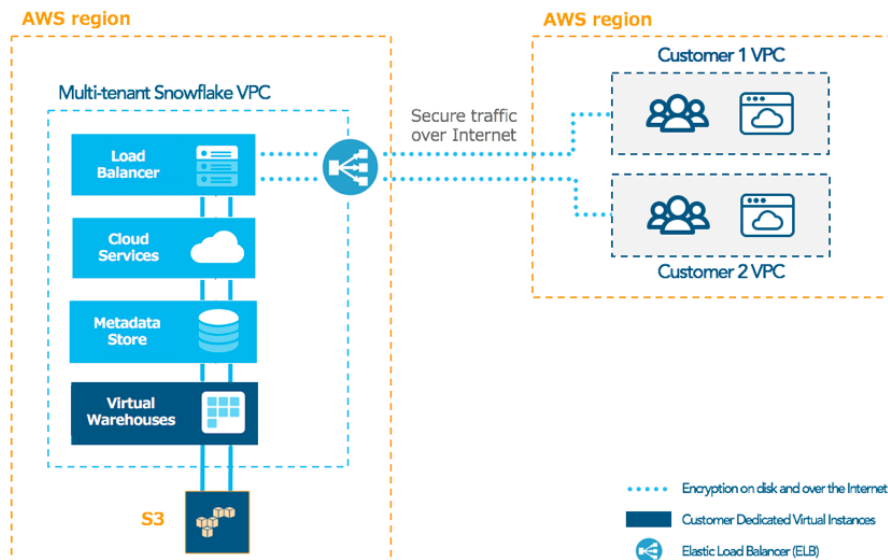 AWS region
Multi-tenant Snowflake VPC
Load
Balancer
Cloud
Services
Metadata
Store
Virtual
Warehouses
S3
Secure traffic
over Internet
AWS region
Customer 1 VPC
Customer 2 VPC
Encryption on disk and over the Internet
Customer Dedicated Virtual Instances
Elastic Load Balancer (ELB)